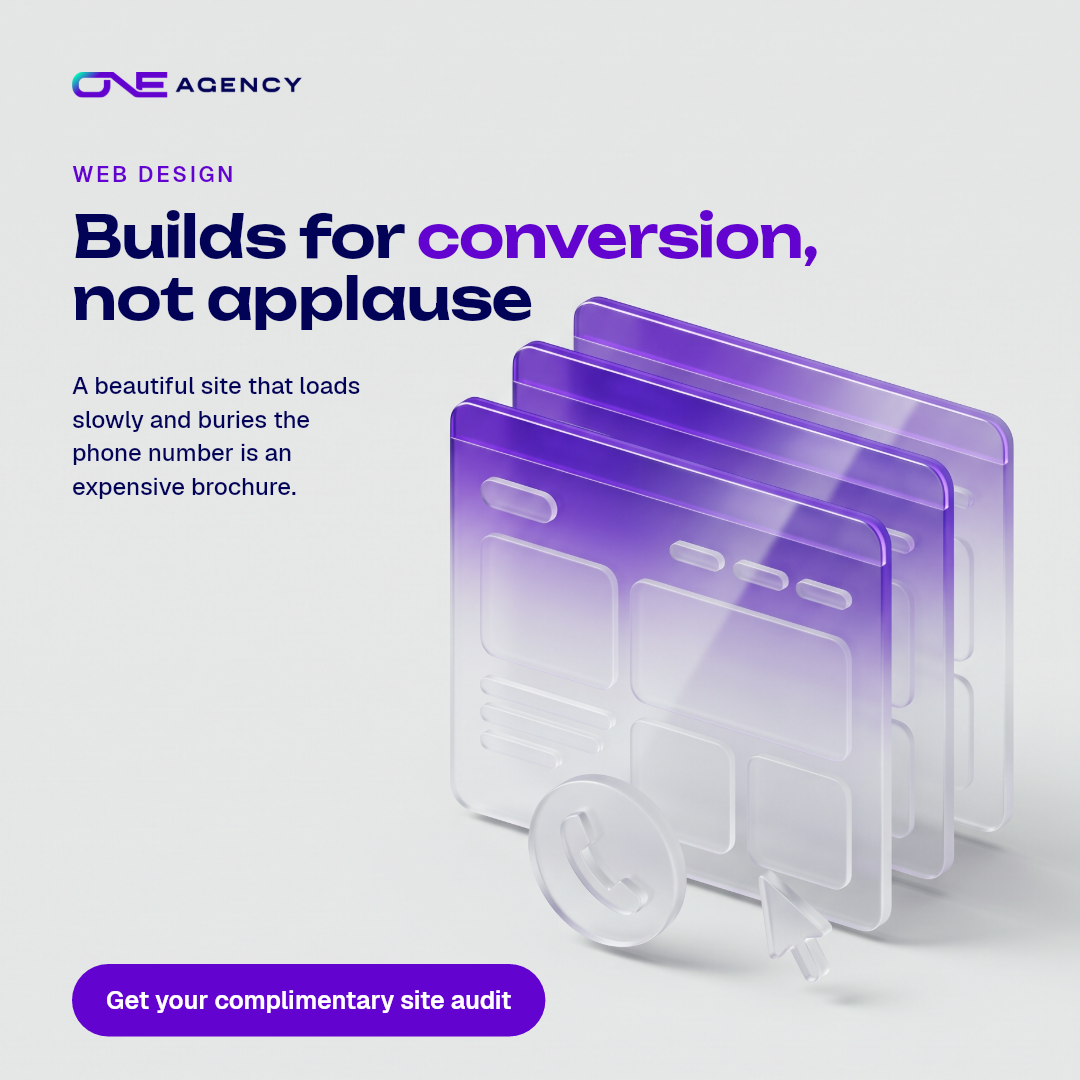 ONE AGENCY
WEB DESIGN
Builds for conversion,
not applause
A beautiful site that loads
slowly and buries the
phone number is an
expensive brochure.
Get your complimentary site audit